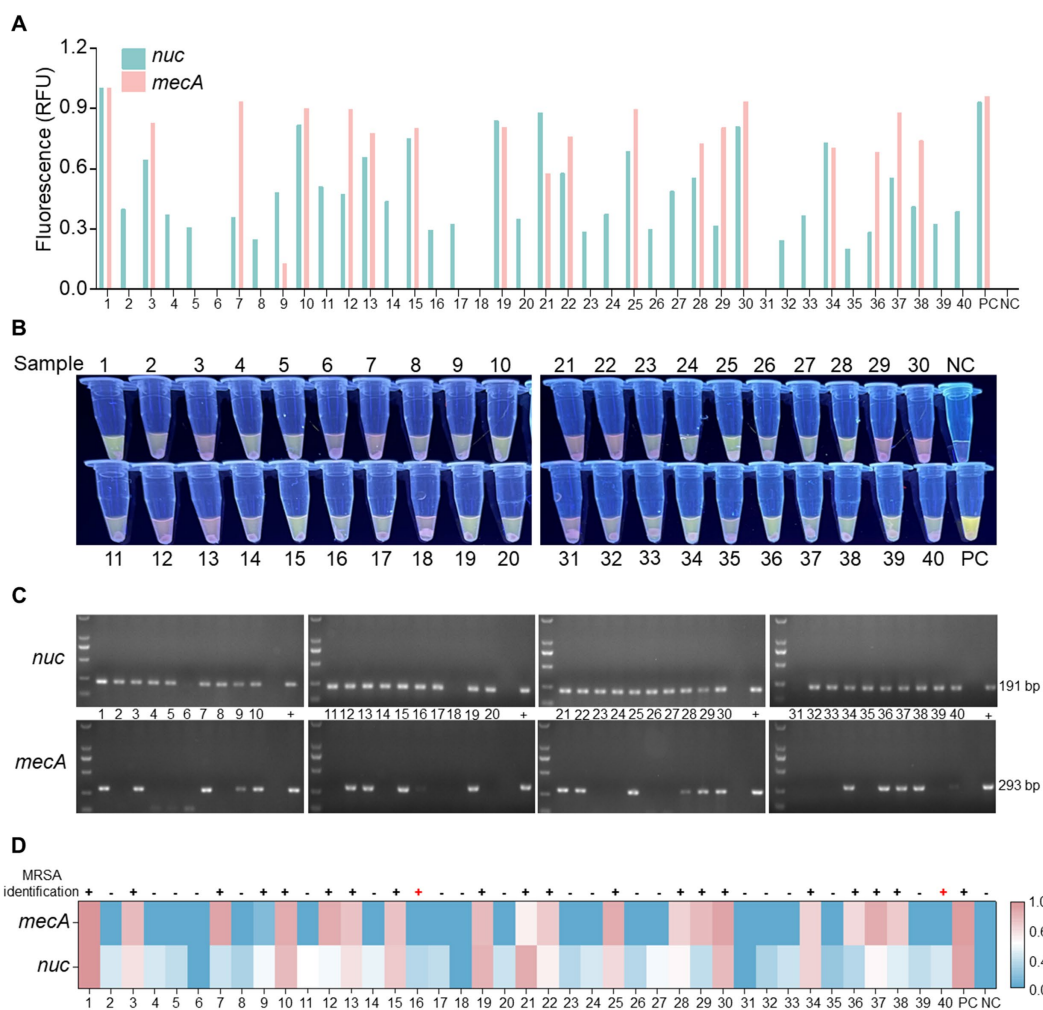 A
nuc
mecA
Fluorescence (RFU)
1.2
0.9
0.6
0.3
0.0
1 2 3 4 5 6 7 8 9 10 11 12 13 14 15 16 17 18 19 20 21 22 23 24 25 26 27 28 29 30 31 32 33 34 35 36 37 38 39 40 PC NC
B
Sample 1 2 3 4 5 6 7 8 9 10 21 22 23 24 25 26 27 28 29 30 NC
11 12 13 14 15 16 17 18 19 20 31 32 33 34 35 36 37 38 39 40 PC
C
nuc
191 bp
1 2 3 4 5 6 7 8 9 10 + 11 12 13 14 15 16 17 18 19 20 + 21 22 23 24 25 26 27 28 29 30 + 31 32 33 34 35 36 37 38 39 40 +
mecA
293 bp
D
MRSA
identification + - + - - - + - + + - + + - + + - - + - + + - - + - - + + + - - - + - + + + - + + -
mecA
nuc
1 2 3 4 5 6 7 8 9 10 11 12 13 14 15 16 17 18 19 20 21 22 23 24 25 26 27 28 29 30 31 32 33 34 35 36 37 38 39 40 PC NC